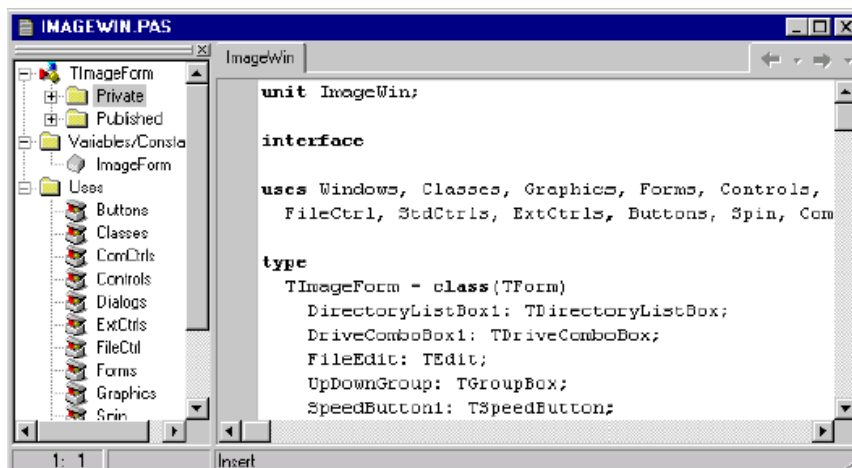 IMAGEWIN.PAS
TImageForm
Private
Published
Variables/Consta
ImageForm
Uses
Buttons
Classes
ComCtrls
Controls
Dialogs
ExtCtrls
FileCtrl
Forms
Graphics
Spin
1: 1
ImageWin
unit ImageWin;
interface
uses Windows, Classes, Graphics, Forms, Controls,
FileCtrl, StdCtrls, ExtCtrls, Buttons, Spin, Com
type
TImageForm = class(TForm)
DirectoryListBox1: TDirectoryListBox;
DriveComboBox1: TDriveComboBox;
FileEdit: TEdit;
UpDownGroup: TGroupBox;
SpeedButton1: TSpeedButton;
Insert